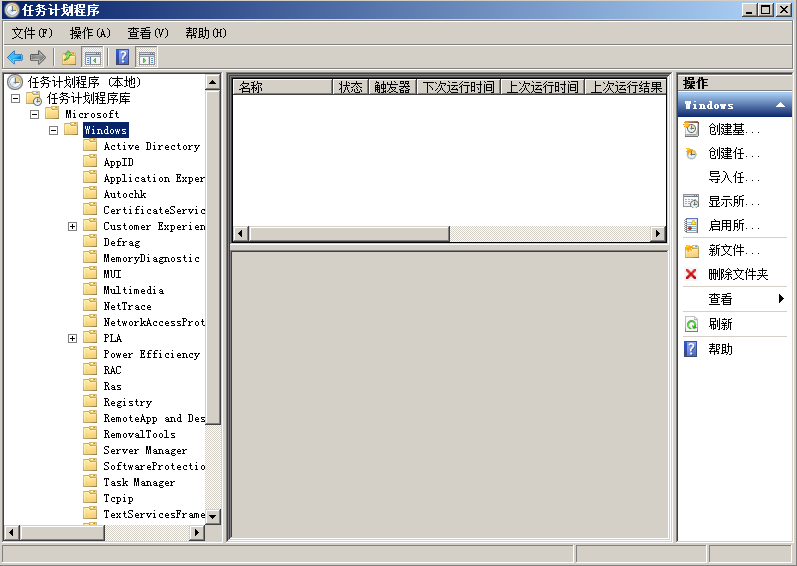 任务计划程序
文件(F) 操作(A) 查看(V) 帮助(H)
任务计划程序 (本地)
任务计划程序库
Microsoft
Windows
Active Directory
AppID
Application Exper
Autochk
CertificateServic
Customer Experien
Defrag
MemoryDiagnostic
MUI
Multimedia
NetTrace
NetworkAccessProt
PLA
Power Efficiency
RAC
Ras
Registry
RemoteApp and Des
RemovalTools
Server Manager
SoftwareProtectio
Task Manager
Tcpip
TextServicesFrame
名称 状态 触发器 下次运行时间 上次运行时间 上次运行结果
操作
Windows
创建基...
创建任...
导入任...
显示所...
启用所...
新文件...
删除文件夹
查看
刷新
帮助